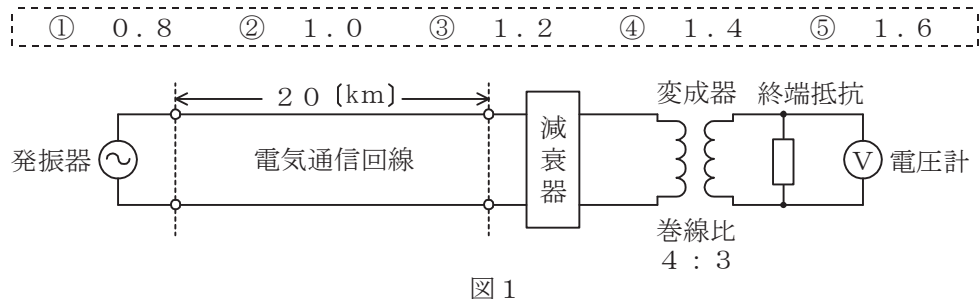 ① ０.８ ② １.０ ③ １.２ ④ １.４ ⑤ １.６
２０〔km〕
変成器 終端抵抗
発振器 電気通信回線 減衰器 V 電圧計
巻線比
４：３
図１